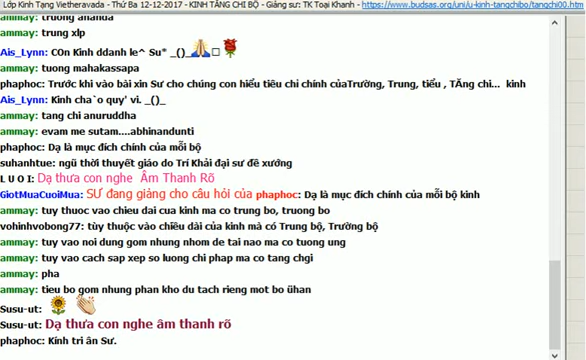 Lớp Kinh Tạng Vietheravada - Thứ Ba 12-12-2017 - KINH TĂNG CHI BỘ - Giảng sư: TK Toại Khanh - https://www.budsas.org/uni/u-kinh-tangchibo/tangchi00.htm
ammay: truong ananda
ammay: trung xlp
Ais_Lynn: COn Kính ddanh le^ Su* _()_
ammay: tuong mahakassapa
phaphoc: Trước khi vào bài xin Sư cho chúng con hiểu tiêu chỉ chính củaTrường, Trung, tiểu , TĂng chi... kinh
Ais_Lynn: Kính cha`o quy' vi. _()_
ammay: tang chi anuruddha
ammay: evam me sutam....abhinandunti
phaphoc: Dạ là mục đích chính của mỗi bộ
suhanhtue: ngũ thời thuyết giáo do Trí Khải đại sư đề xướng
L U O I: Dạ thưa con nghe Âm Thanh Rõ
GiotMuaCuoiMua: SƯ đang giảng cho câu hỏi của phaphoc: Dạ là mục đích chính của mỗi bộ kinh
ammay: tuy thuoc vao chieu dai cua kinh ma co trung bo, truong bo
vohinhvobong77: tùy thuộc vào chiều dài của kinh mà có Trung bộ, Trường bộ
ammay: tuy vao noi dung gom nhung nhom de tai nao ma co tuong ung
ammay: tuy vao cach sap xep so luong chi phap ma co tang chgi
ammay: pha
ammay: tieu bo gom nhung phan kho du tach rieng mot bo ühan
Susu-ut:
Susu-ut: Dạ thưa con nghe âm thanh rõ
phaphoc: Kính tri ân Sư.